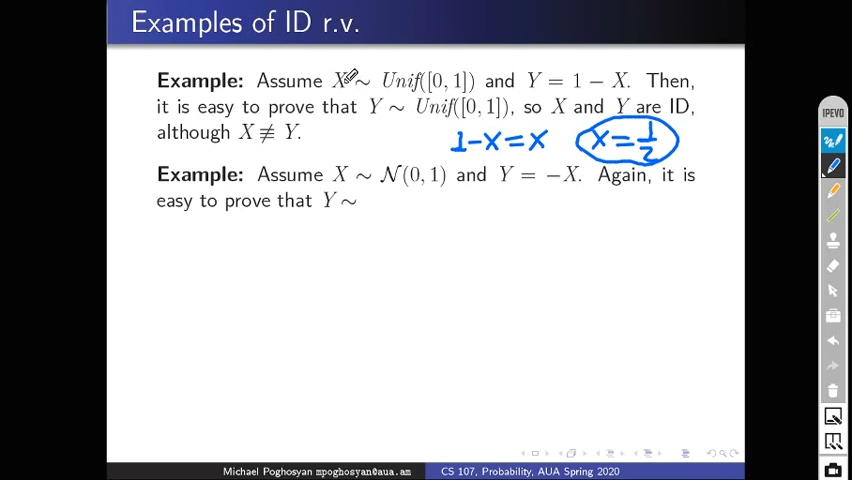 Examples of ID r.v.
Example: Assume X ∼ Unif([0, 1]) and Y = 1 − X. Then,
it is easy to prove that Y ∼ Unif([0, 1]), so X and Y are ID,
although X ≢ Y.
1-x=x x=1/2
Example: Assume X ∼ N(0, 1) and Y = −X. Again, it is
easy to prove that Y ∼
IPEVO
Michael Poghosyan mpoghosyan@aua.am CS 107, Probability, AUA Spring 2020